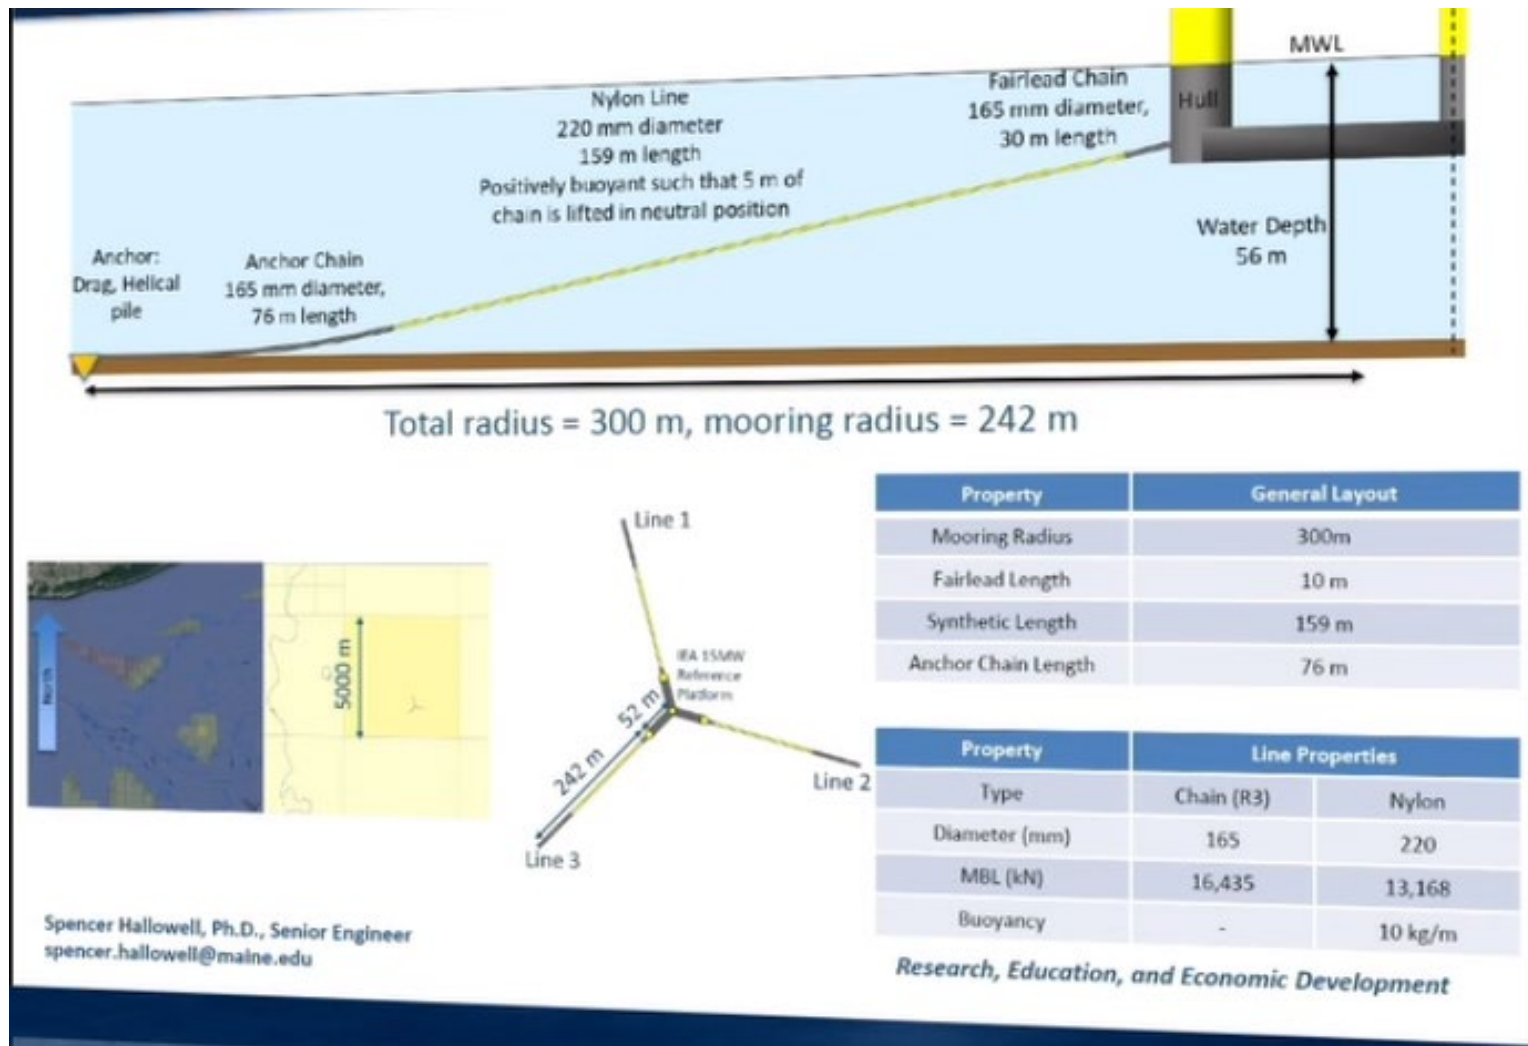 MWL
Fairlead Chain
165 mm diameter,
30 m length
Hull
Nylon Line
220 mm diameter
159 m length
Positively buoyant such that 5 m of
chain is lifted in neutral position
Water Depth
56 m
Anchor:
Drag, Helical
pile
Anchor Chain
165 mm diameter,
76 m length
Total radius = 300 m, mooring radius = 242 m
North
5000 m
Line 1
IEA 15MW
Reference
Platform
52 m
242 m
Line 2
Line 3
Property General Layout
Mooring Radius 300m
Fairlead Length 10 m
Synthetic Length 159 m
Anchor Chain Length 76 m
Property Line Properties
Type Chain (R3) Nylon
Diameter (mm) 165 220
MBL (kN) 16,435 13,168
Buoyancy - 10 kg/m
Spencer Hallowell, Ph.D., Senior Engineer
spencer.hallowell@maine.edu
Research, Education, and Economic Development